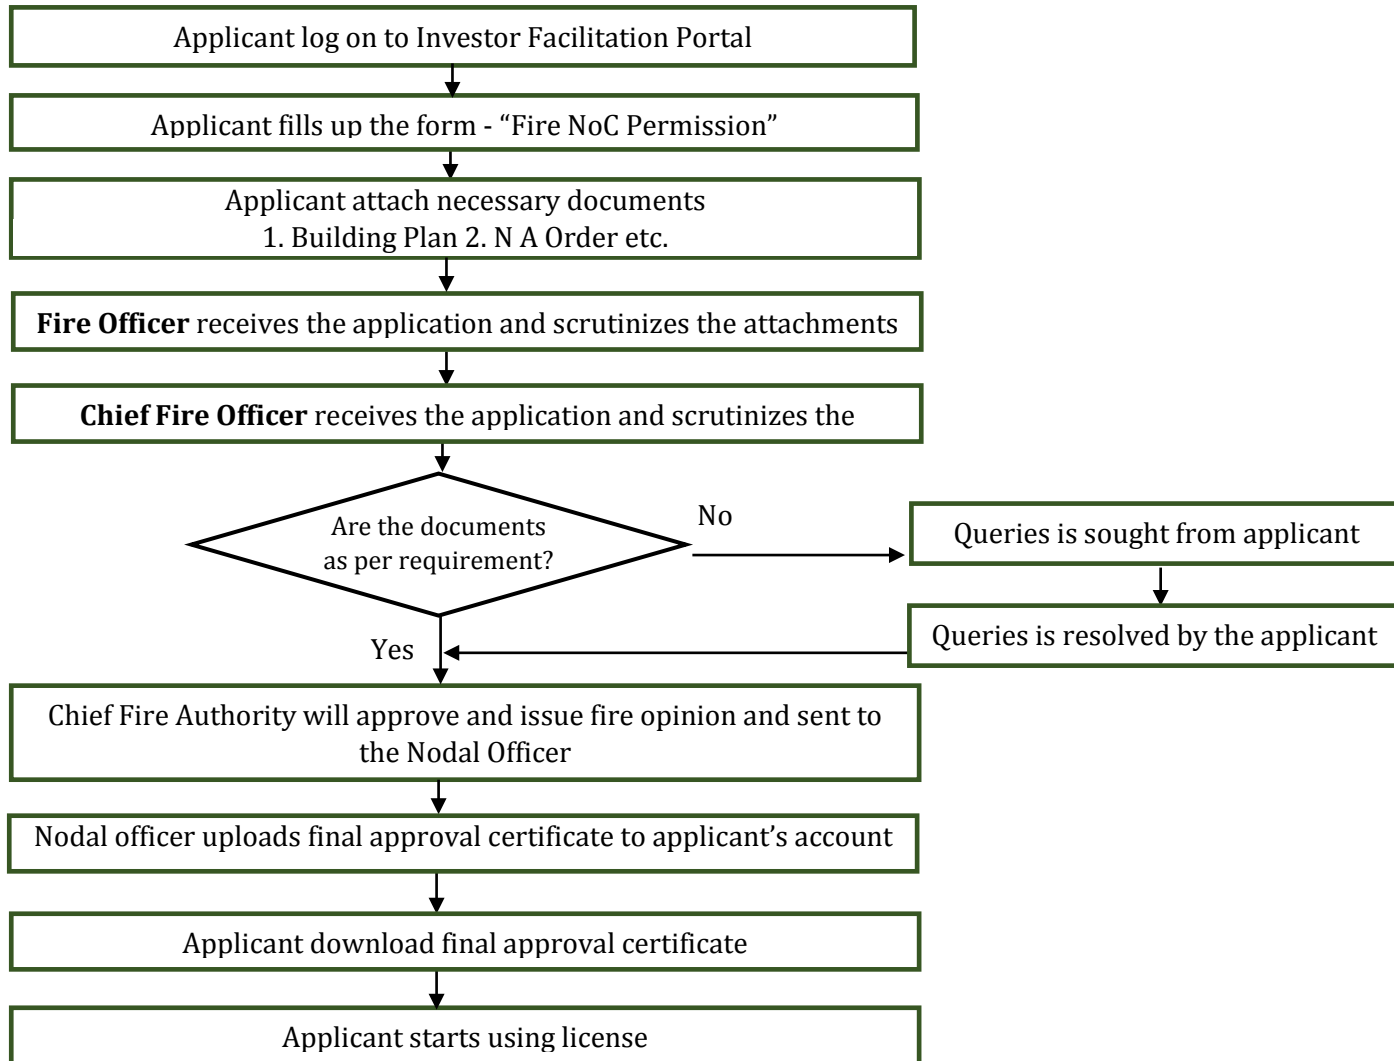 Applicant log on to Investor Facilitation Portal
Applicant fills up the form - “Fire NoC Permission”
Applicant attach necessary documents
1. Building Plan 2. N A Order etc.
Fire Officer receives the application and scrutinizes the attachments
Chief Fire Officer receives the application and scrutinizes the
Are the documents
as per requirement?
No
Queries is sought from applicant
Queries is resolved by the applicant
Yes
Chief Fire Authority will approve and issue fire opinion and sent to
the Nodal Officer
Nodal officer uploads final approval certificate to applicant’s account
Applicant download final approval certificate
Applicant starts using license